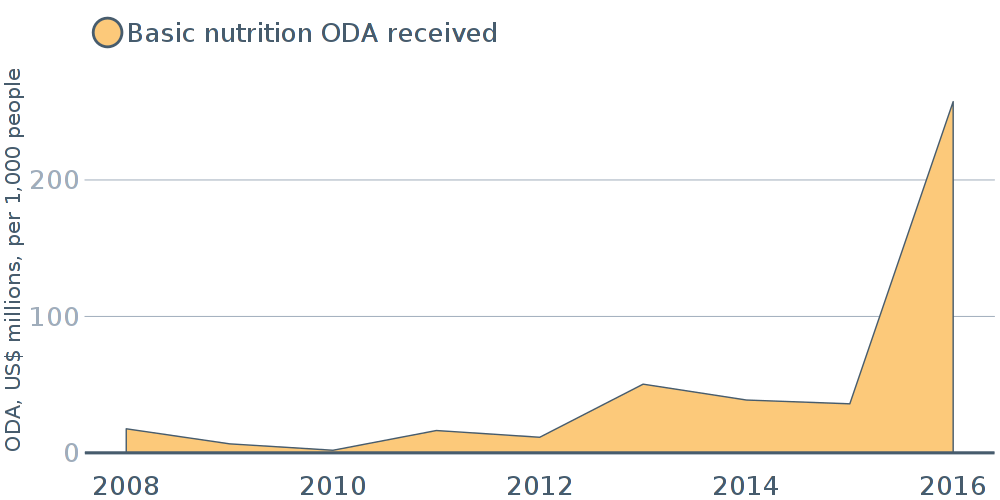 Basic nutrition ODA received
ODA, US$ millions, per 1,000 people
200
100
0
2008 2010 2012 2014 2016